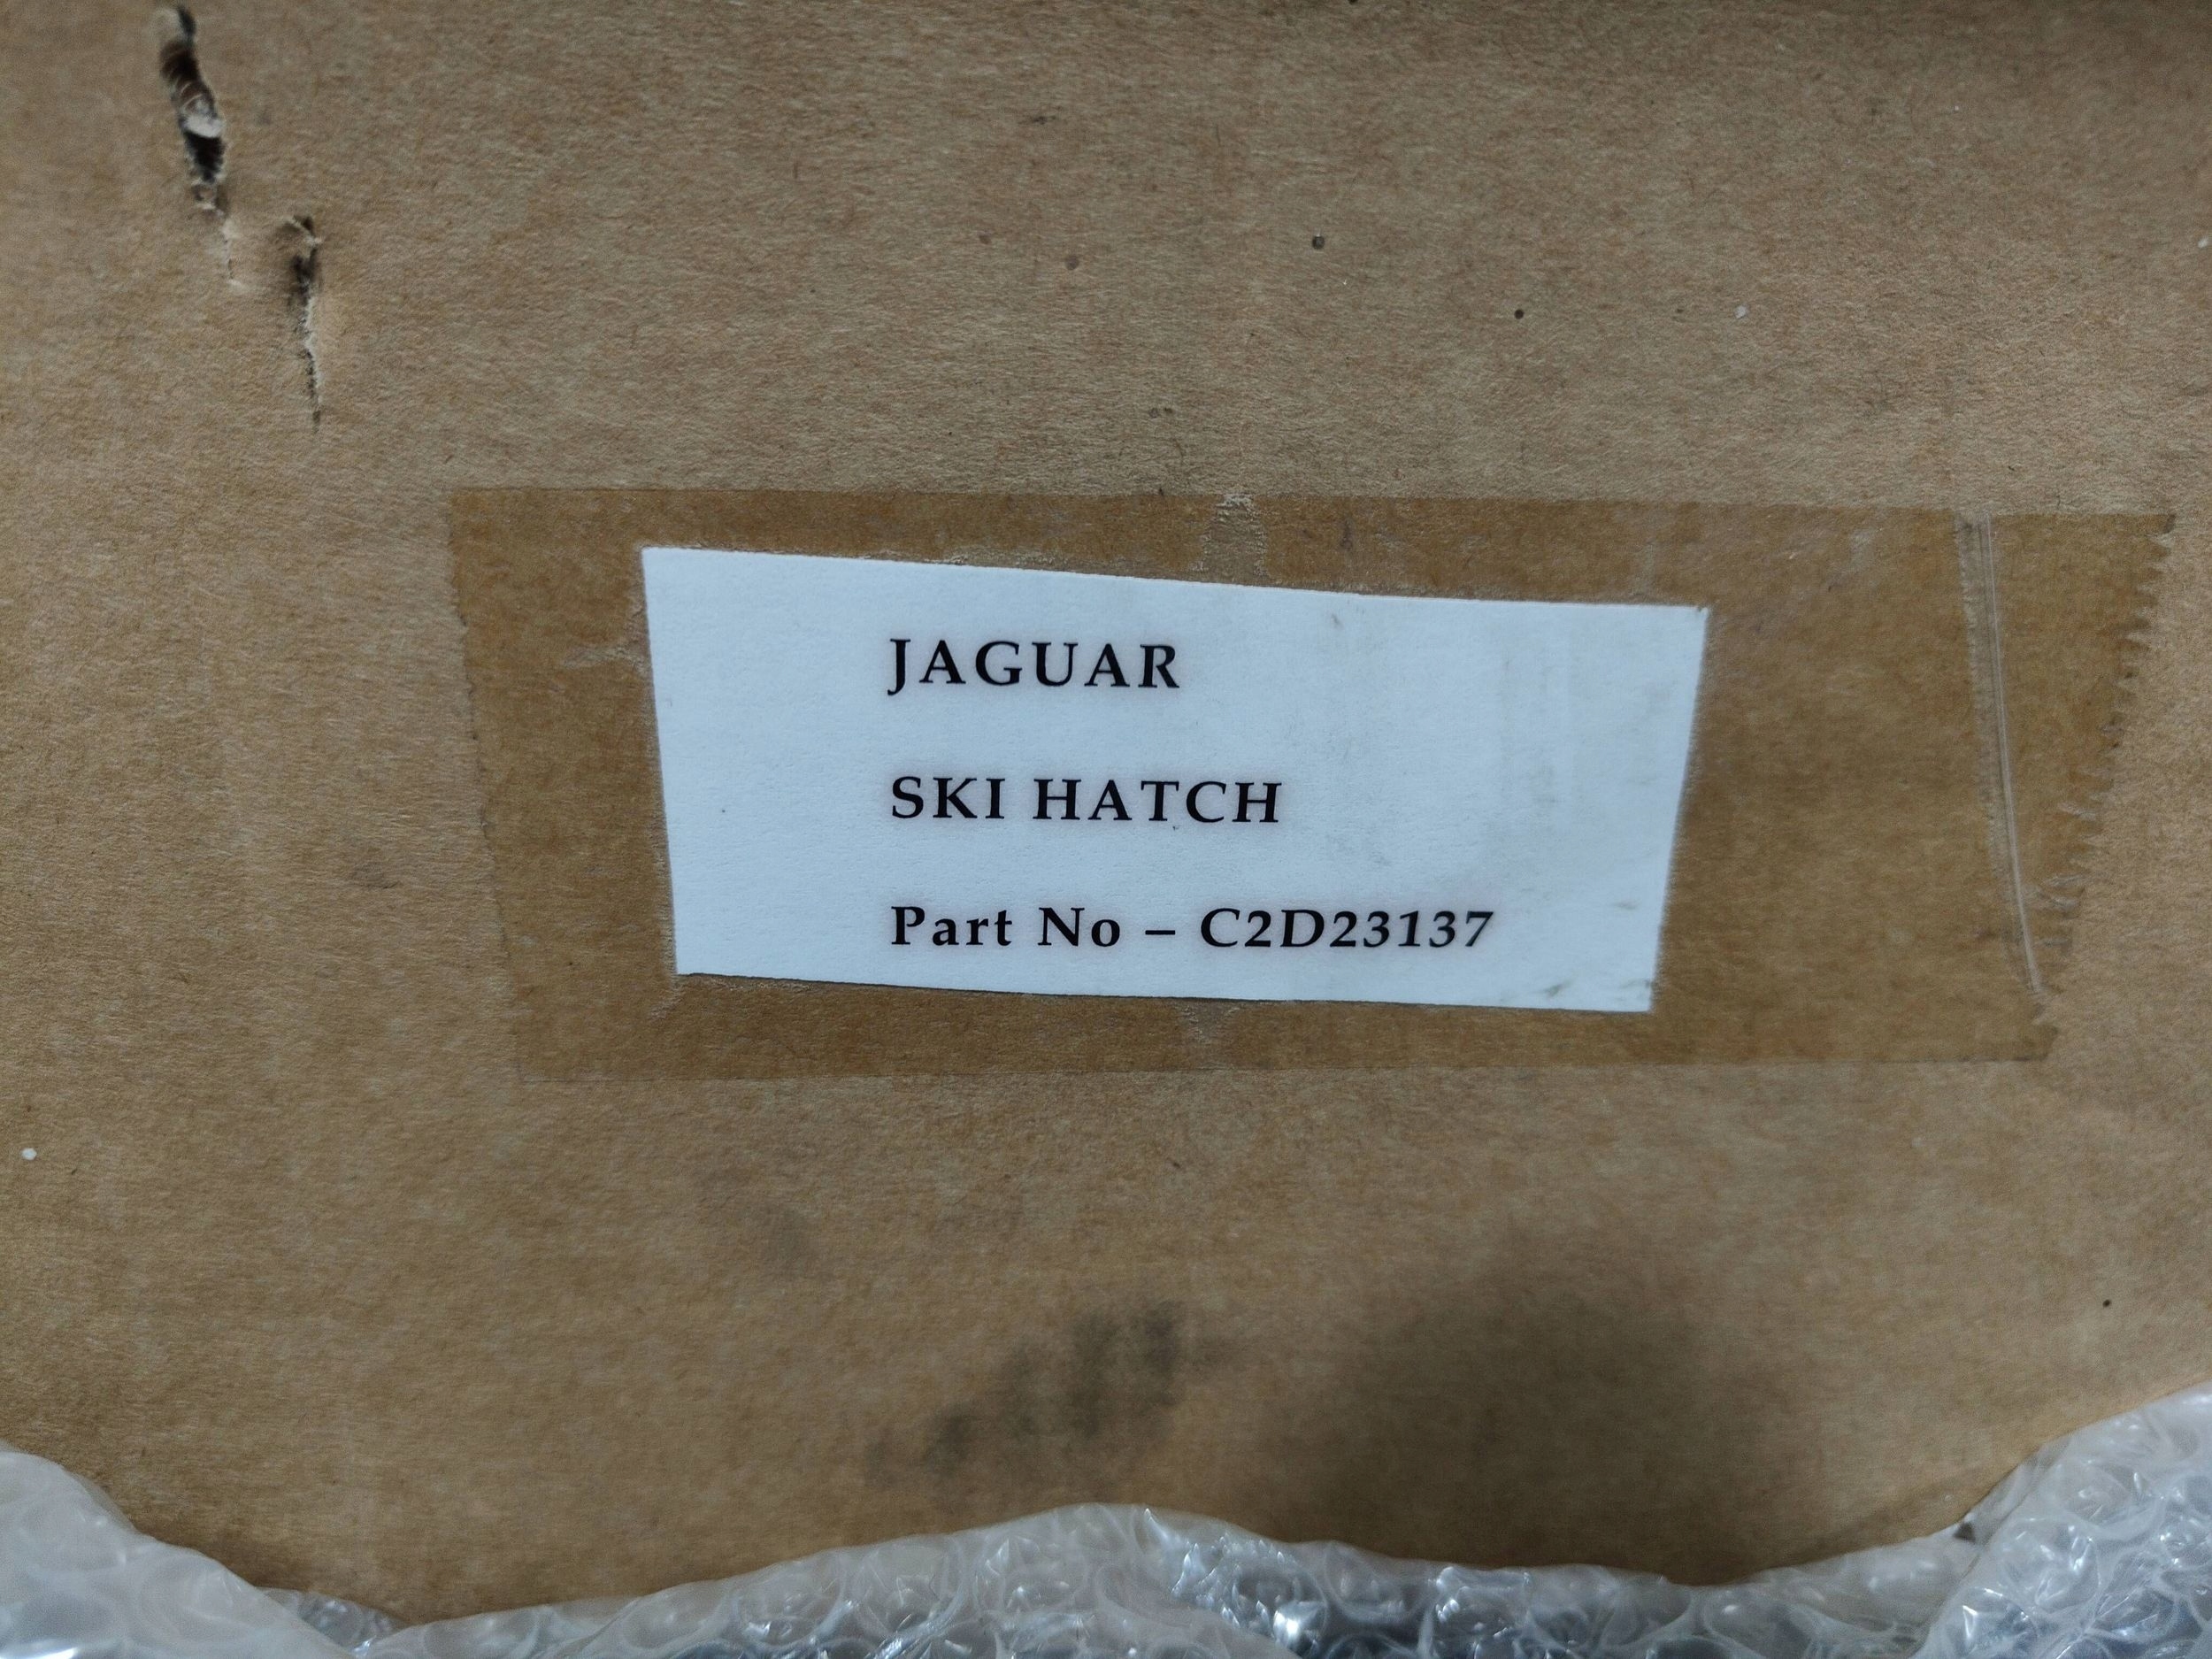 JAGUAR
SKI HATCH
Part No – C2D23137